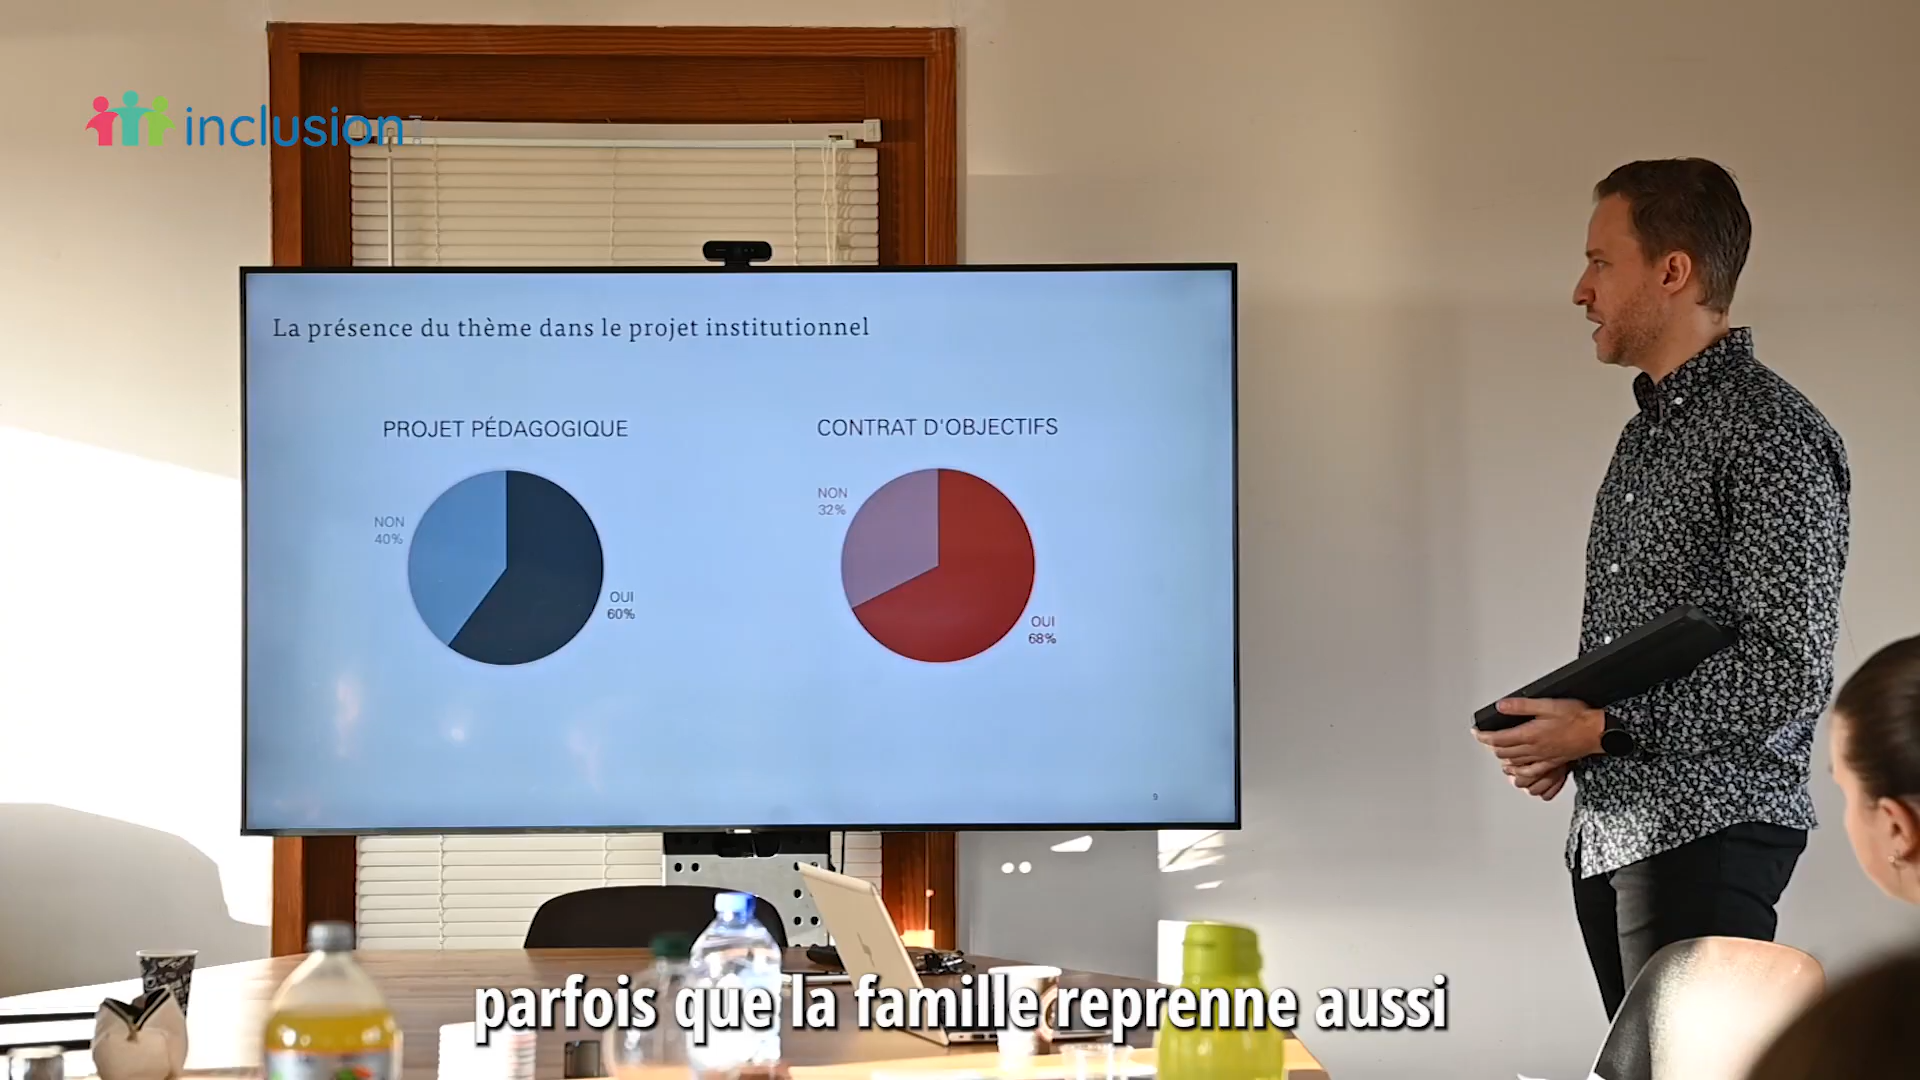 inclusion
La présence du thème dans le projet institutionnel
PROJET PÉDAGOGIQUE
NON
40%
OUI
60%
CONTRAT D'OBJECTIFS
NON
32%
OUI
68%
9
parfois que la famille reprenne aussi